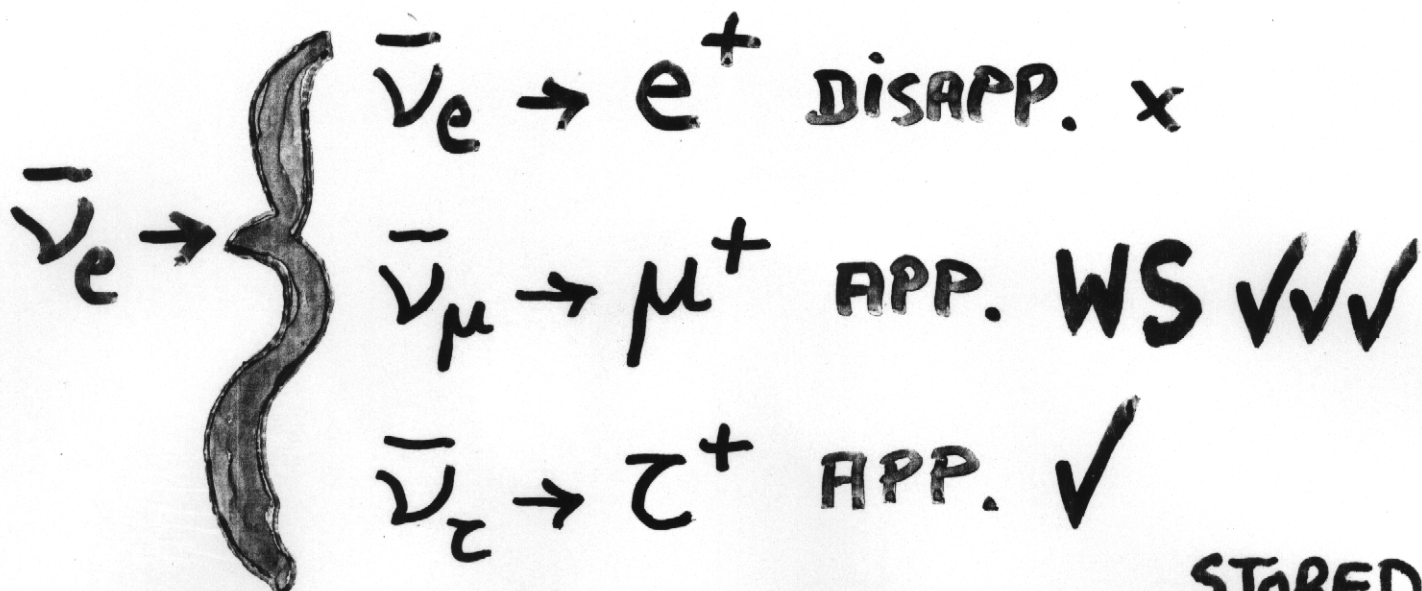 ν̄e → e⁺ DISAPP. x
ν̄e →
ν̄μ → μ⁺ APP. WS ✓✓✓
ν̄τ → τ⁺ APP. ✓
STORED